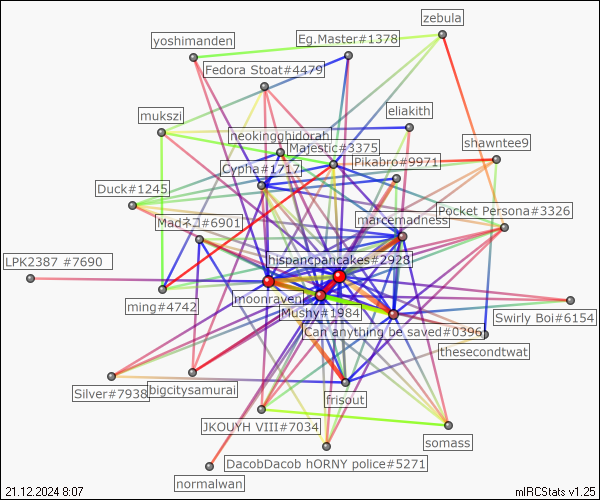 zebula
yoshimanden
Eg.Master#1378
Fedora Stoat#4479
mukszi
eliakith
neokingghidorah
shawntee9
Majestic#3375
Pikabro#9971
Cypha#1717
Duck#1245
Pocket Persona#3326
marcemadness
Madネコ#6901
hispancpancakes#2928
LPK2387 #7690
moonraven
ming#4742
Mushy#1984
Swirly Boi#6154
Can anything be saved#0396
thesecondtwat
Silver#7938
bigcitysamurai
frisout
JKOUYH VIII#7034
somass
DacobDacob hORNY police#5271
normalwan
21.12.2024 8:07
mIRCStats v1.25